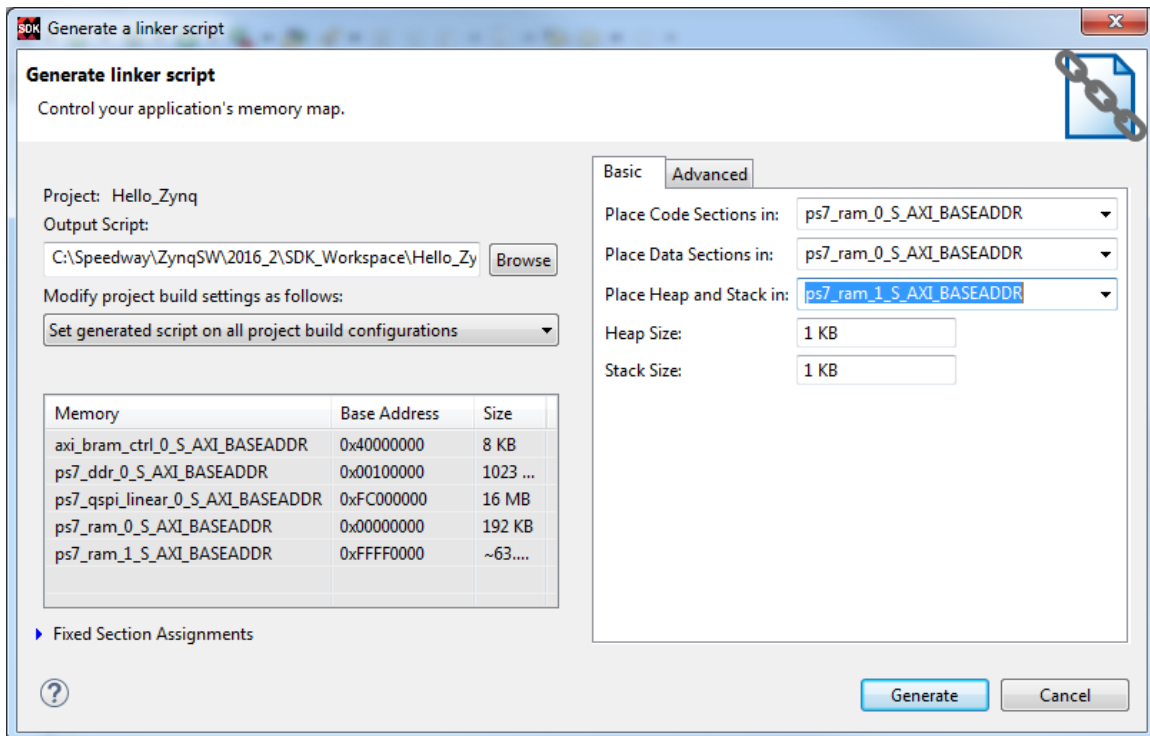 SDK Generate a linker script
Generate linker script
Control your application's memory map.
Project: Hello_Zynq
Output Script:
C:\Speedway\ZynqSW\2016_2\SDK_Workspace\Hello_Zy Browse
Modify project build settings as follows:
Set generated script on all project build configurations
Memory Base Address Size
axi_bram_ctrl_0_S_AXI_BASEADDR 0x40000000 8 KB
ps7_ddr_0_S_AXI_BASEADDR 0x00100000 1023 ...
ps7_qspi_linear_0_S_AXI_BASEADDR 0xFC000000 16 MB
ps7_ram_0_S_AXI_BASEADDR 0x00000000 192 KB
ps7_ram_1_S_AXI_BASEADDR 0xFFFF0000 ~63....
Fixed Section Assignments
Basic Advanced
Place Code Sections in: ps7_ram_0_S_AXI_BASEADDR
Place Data Sections in: ps7_ram_0_S_AXI_BASEADDR
Place Heap and Stack in: ps7_ram_1_S_AXI_BASEADDR
Heap Size: 1 KB
Stack Size: 1 KB
? Generate Cancel